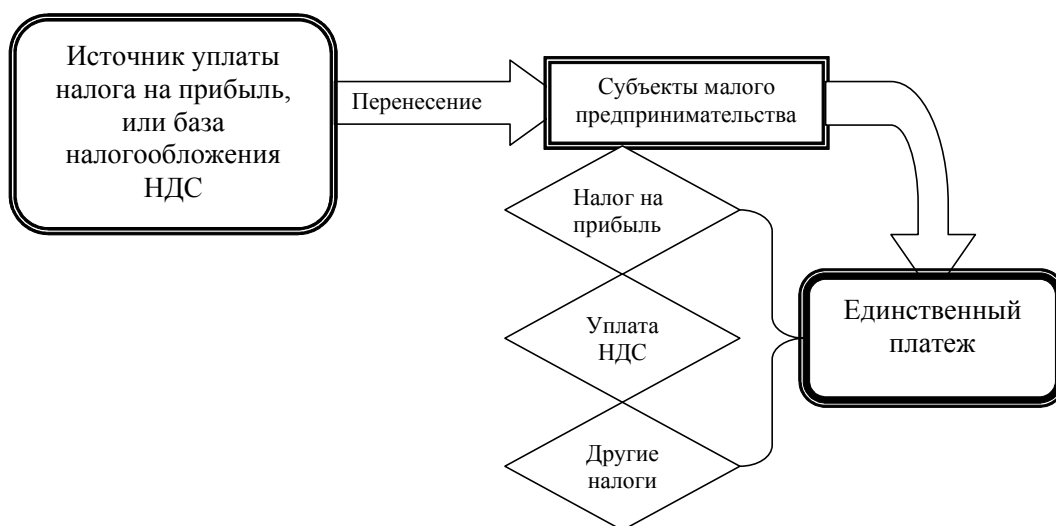 Источник уплаты
налога на прибыль,
или база
налогообложения
НДС
Перенесение
Субъекты малого
предпринимательства
Налог на
прибыль
Уплата
НДС
Другие
налоги
Единственный
платеж